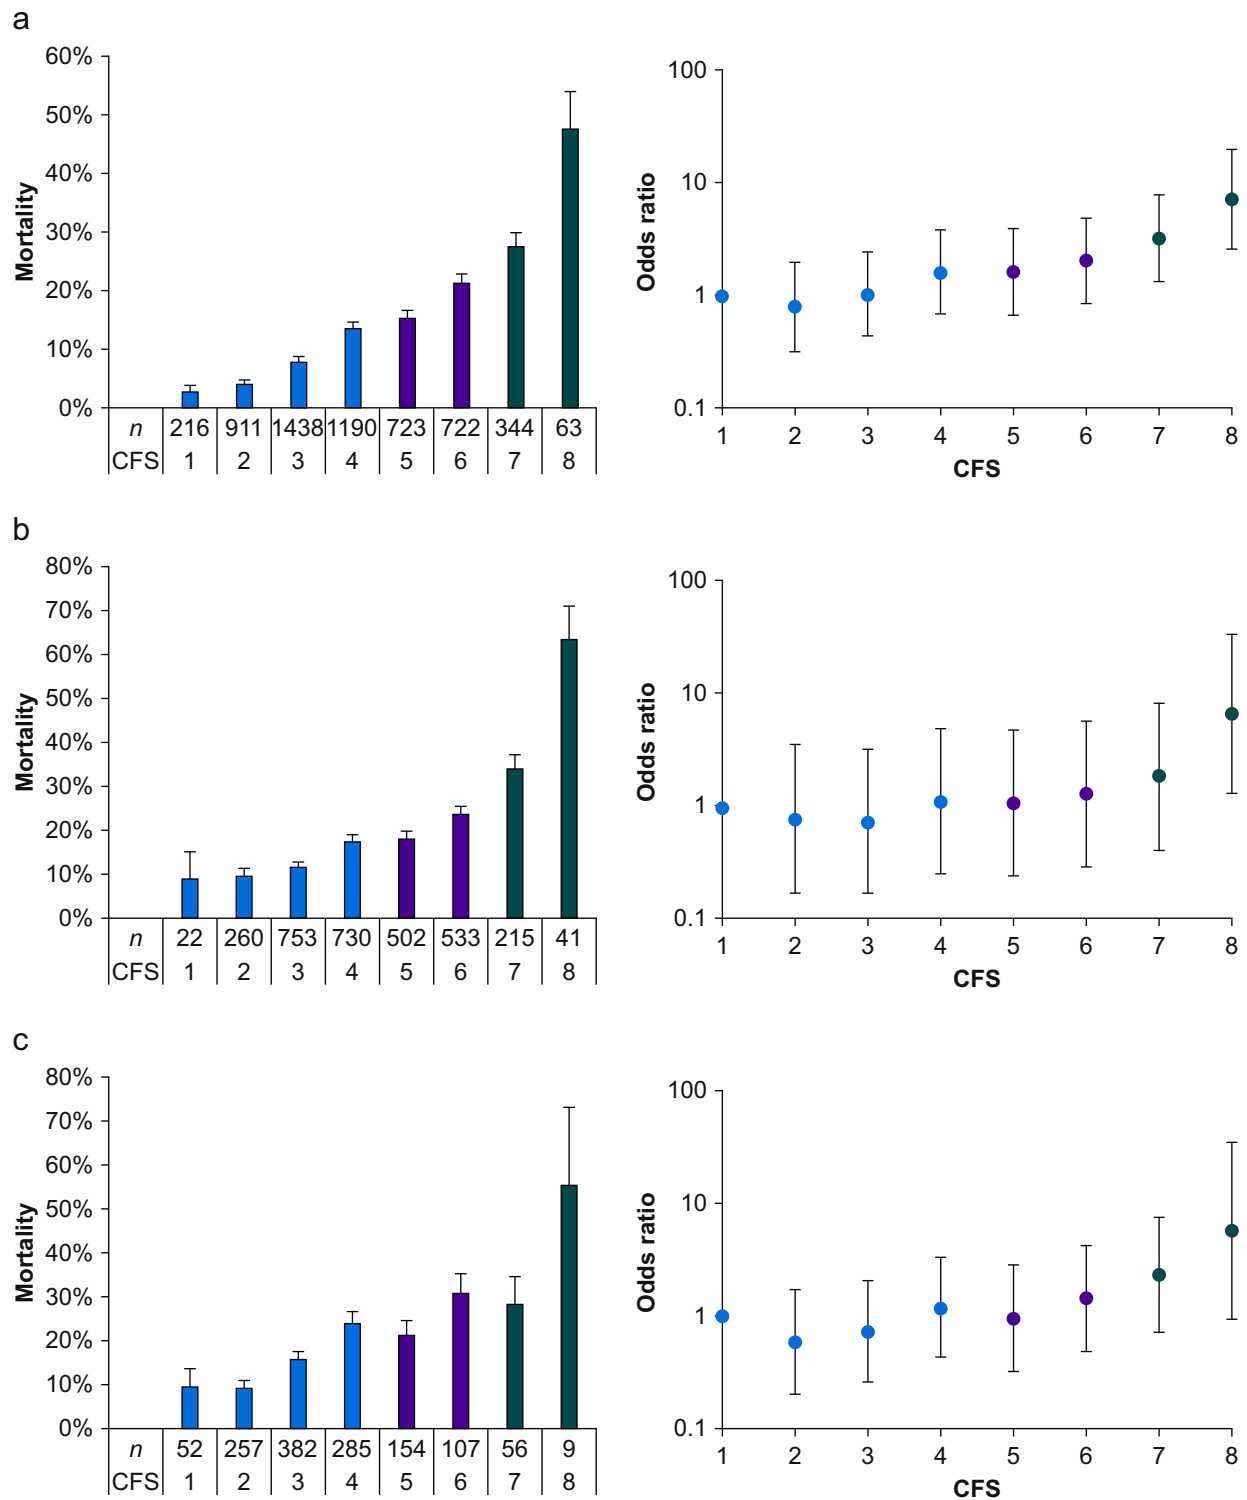 a
60%
50%
40%
30%
20%
10%
0%
Mortality
n 216 911 1438 1190 723 722 344 63
CFS 1 2 3 4 5 6 7 8
100
10
1
0.1
Odds ratio
1 2 3 4 5 6 7 8
CFS
b
80%
70%
60%
50%
40%
30%
20%
10%
0%
Mortality
n 22 260 753 730 502 533 215 41
CFS 1 2 3 4 5 6 7 8
100
10
1
0.1
Odds ratio
1 2 3 4 5 6 7 8
CFS
c
80%
70%
60%
50%
40%
30%
20%
10%
0%
Mortality
n 52 257 382 285 154 107 56 9
CFS 1 2 3 4 5 6 7 8
100
10
1
0.1
Odds ratio
1 2 3 4 5 6 7 8
CFS